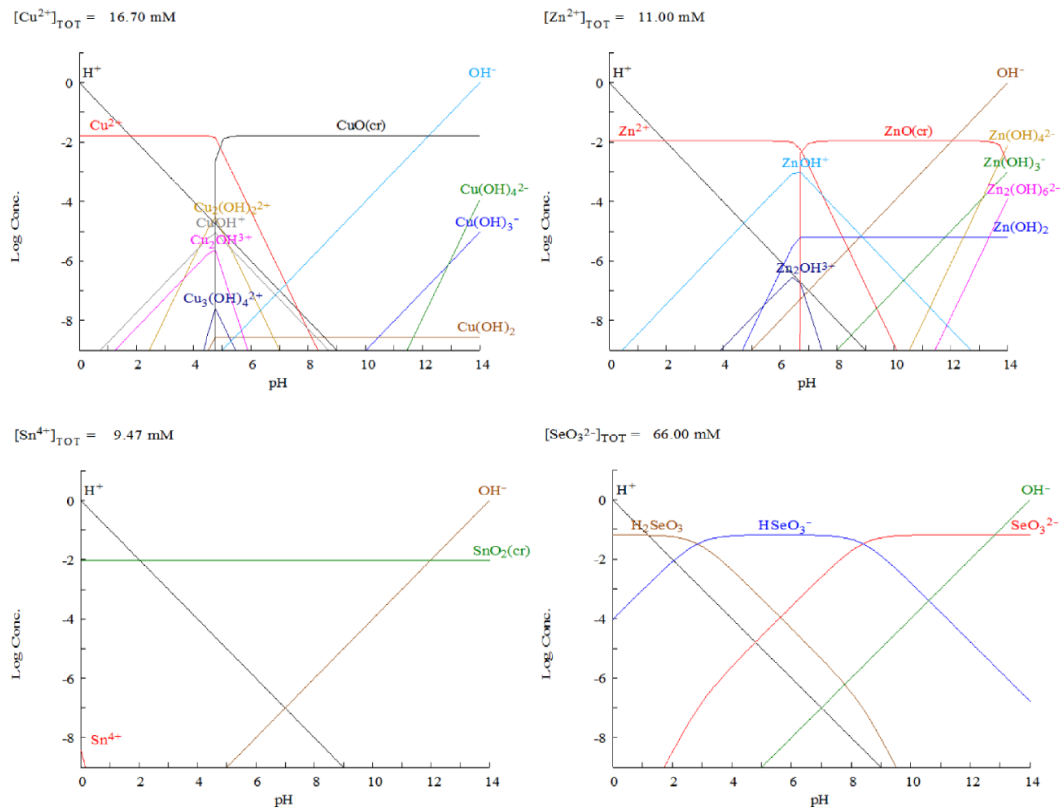 [Cu²⁺]TOT = 16.70 mM
H⁺
OH⁻
Cu²⁺
CuO(cr)
Cu(OH)₄²⁻
Cu₂(OH)₂²⁺
CuOH⁺
Cu(OH)₃⁻
Cu₂OH³⁺
Cu₃(OH)₄²⁺
Cu(OH)₂
0
-2
-4
-6
-8
Log Conc.
0 2 4 6 8 10 12 14
pH
[Zn²⁺]TOT = 11.00 mM
H⁺
OH⁻
Zn²⁺
ZnO(cr)
Zn(OH)₄²⁻
ZnOH⁺
Zn(OH)₃⁻
Zn₂(OH)₆²⁻
Zn(OH)₂
Zn₂OH³⁺
0
-2
-4
-6
-8
Log Conc.
0 2 4 6 8 10 12 14
pH
[Sn⁴⁺]TOT = 9.47 mM
H⁺
OH⁻
SnO₂(cr)
Sn⁴⁺
0
-2
-4
-6
-8
Log Conc.
0 2 4 6 8 10 12 14
pH
[SeO₃²⁻]TOT = 66.00 mM
H⁺
OH⁻
H₂SeO₃
HSeO₃⁻
SeO₃²⁻
0
-2
-4
-6
-8
Log Conc.
0 2 4 6 8 10 12 14
pH